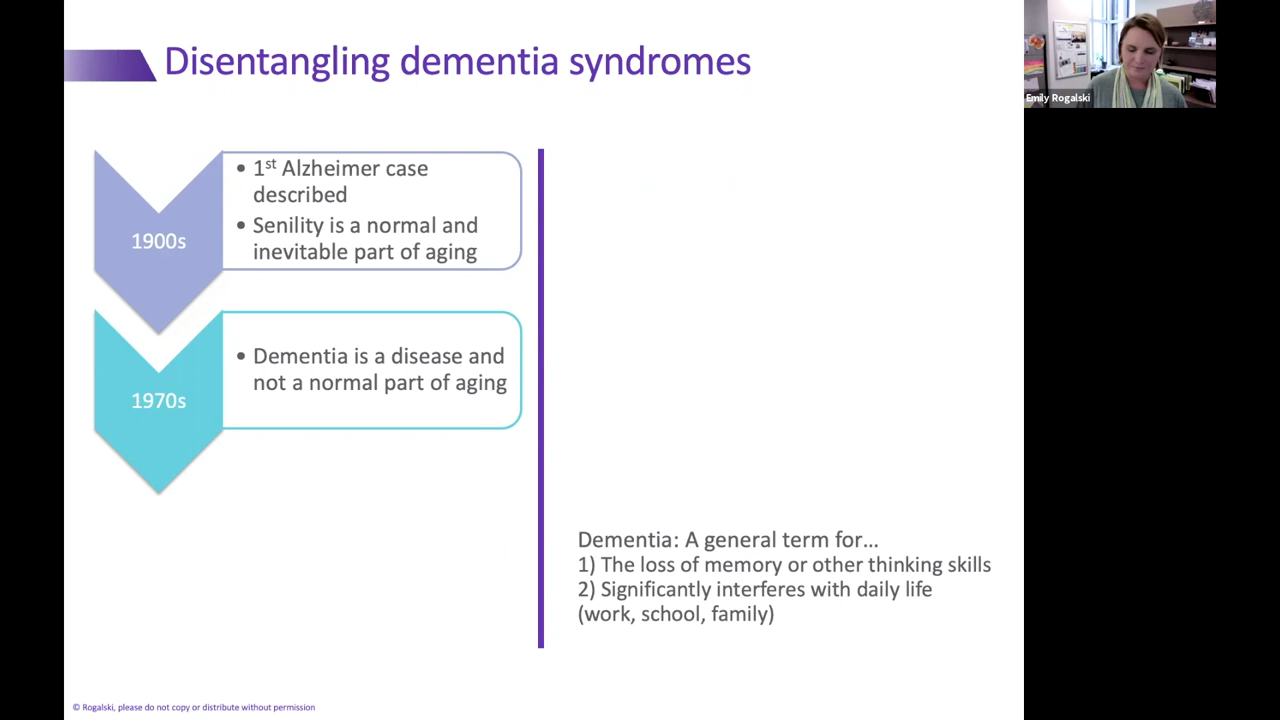 Disentangling dementia syndromes
Emily Rogalski
1900s
• 1st Alzheimer case
described
• Senility is a normal and
inevitable part of aging
1970s
• Dementia is a disease and
not a normal part of aging
Dementia: A general term for...
1) The loss of memory or other thinking skills
2) Significantly interferes with daily life
(work, school, family)
© Rogalski, please do not copy or distribute without permission